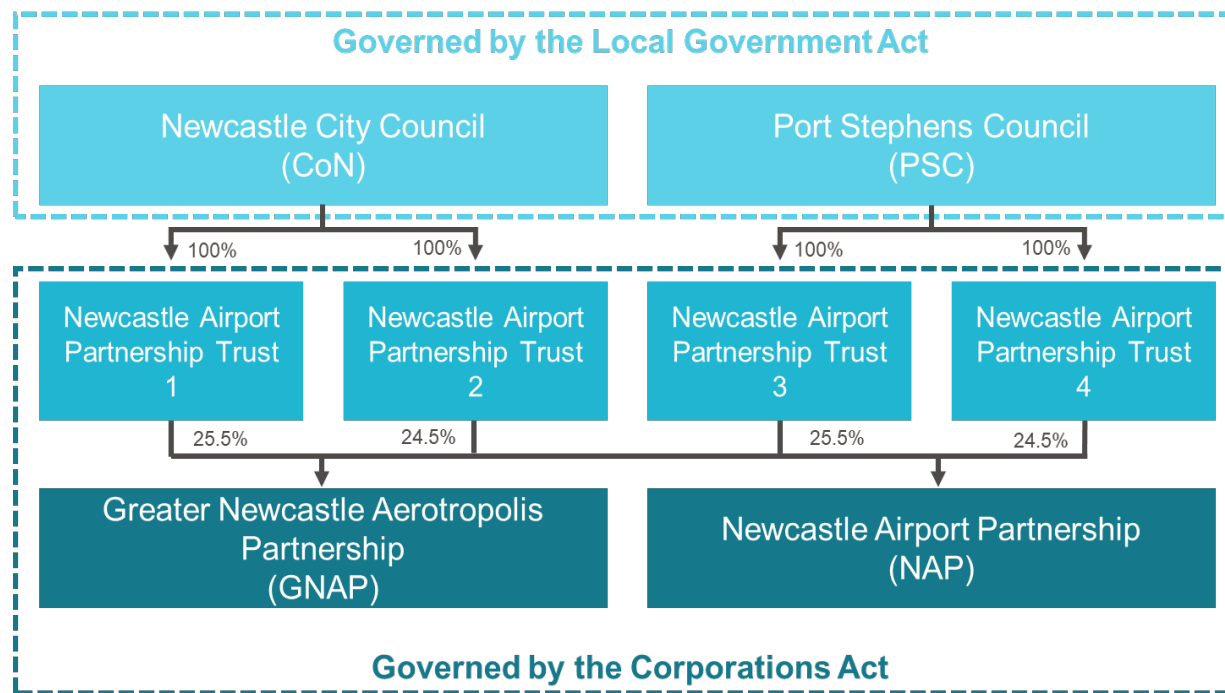 Governed by the Local Government Act
Newcastle City Council
(CoN)
Port Stephens Council
(PSC)
100%
100%
100%
100%
Newcastle Airport
Partnership Trust
1
Newcastle Airport
Partnership Trust
2
Newcastle Airport
Partnership Trust
3
Newcastle Airport
Partnership Trust
4
25.5%
24.5%
25.5%
24.5%
Greater Newcastle Aerotropolis
Partnership
(GNAP)
Newcastle Airport Partnership
(NAP)
Governed by the Corporations Act